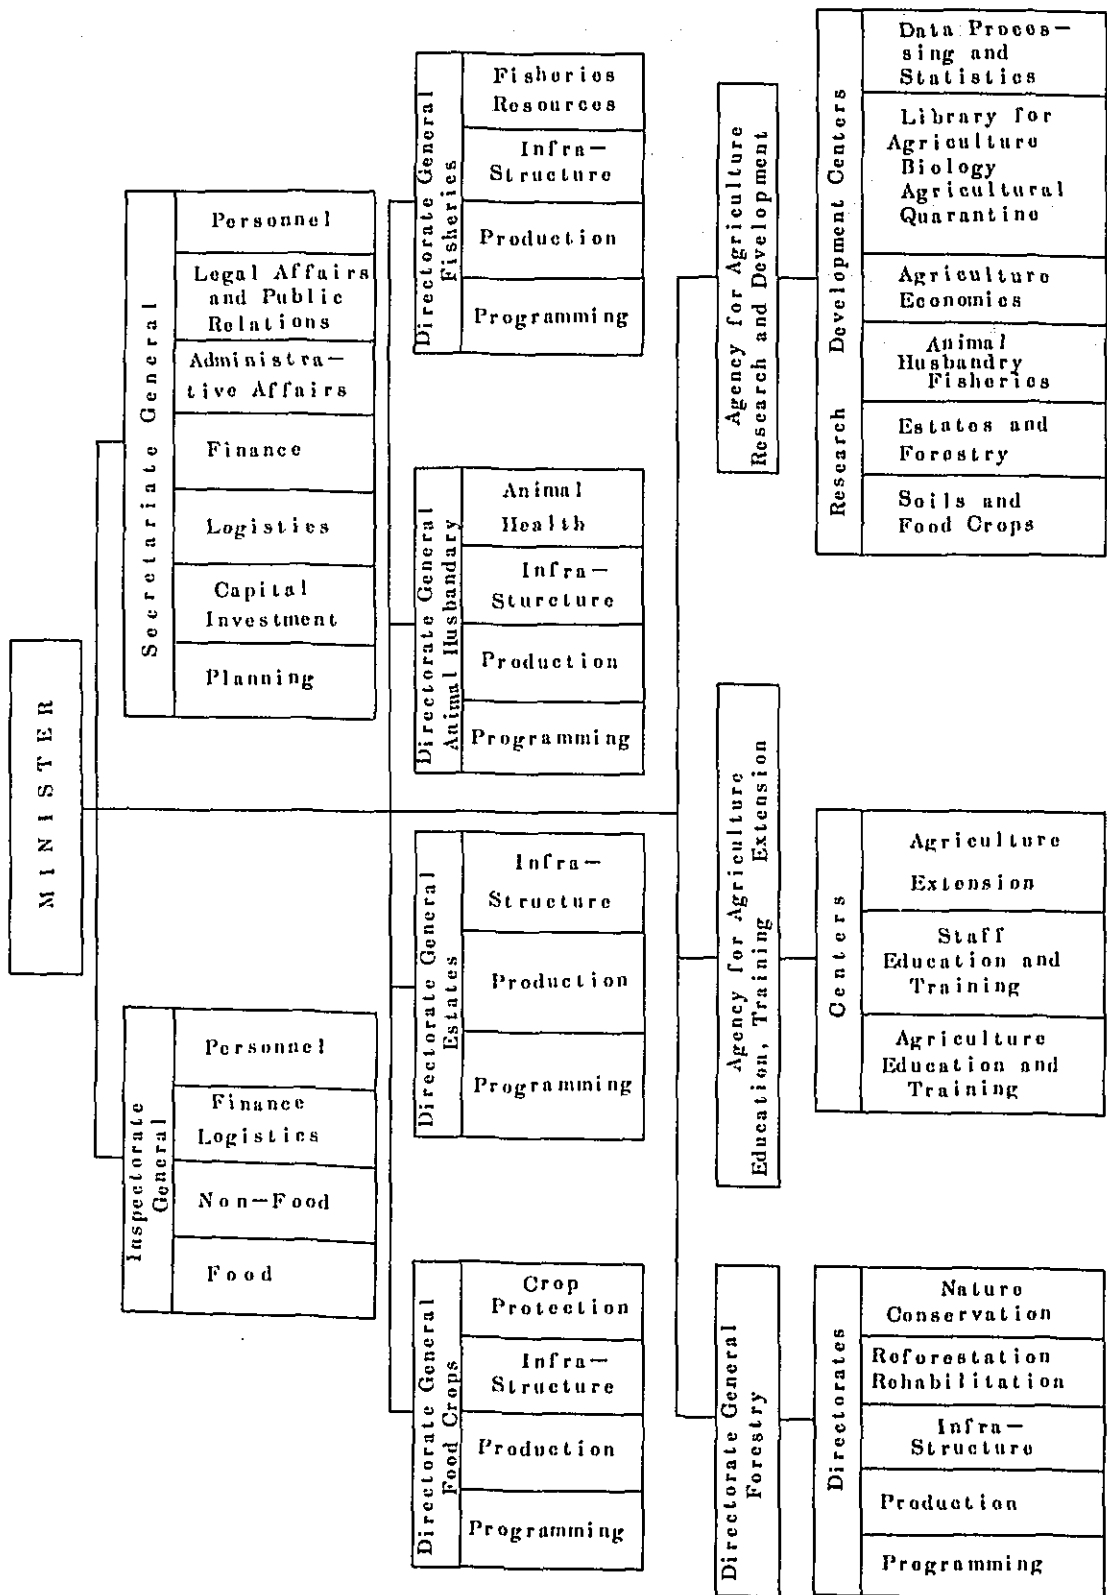 MINISTER
Inspectorate
General
Food
Non-Food
Finance
Logistics
Personnel
Secretariate General
Planning
Capital
Investment
Logistics
Finance
Administra-
tive Affairs
Legal Affairs
and Public
Relations
Personnel
Directorate General
Food Crops
Programming
Production
Infra-
Structure
Crop
Protection
Directorate General
Estates
Programming
Production
Infra-
Structure
Directorate General
Animal Husbandary
Programming
Production
Infra-
Sturcture
Animal
Health
Directorate General
Fisheries
Programming
Production
Infra-
Structure
Fisheries
Resources
Directorate General
Forestry
Directorates
Programming
Production
Infra-
Structure
Reforestation
Rehabilitation
Nature
Conservation
Agency for Agriculture
Education, Training Extension
Centers
Agriculture
Education and
Training
Staff
Education and
Training
Agriculture
Extension
Agency for Agriculture
Research and Development
Research Development Centers
Soils and
Food Crops
Estates and
Forestry
Animal
Husbandry
Fisheries
Agriculture
Economics
Library for
Agriculture
Biology
Agricultural
Quarantine
Data Proces-
sing and
Statistics